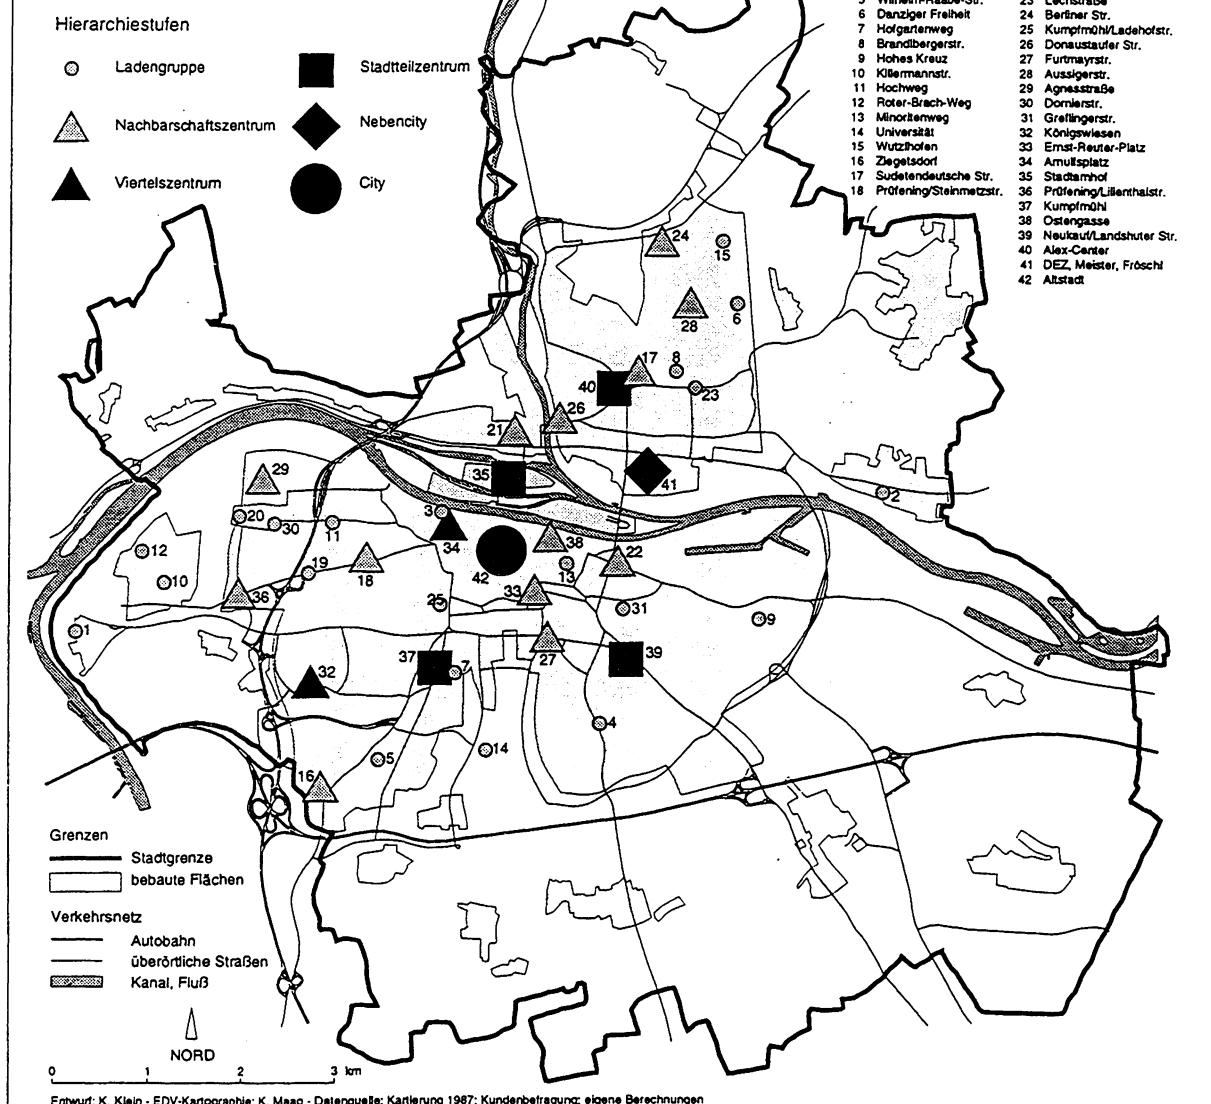 Hierarchiestufen
Ladengruppe
Nachbarschaftszentrum
Viertelszentrum
Stadtteilzentrum
Nebencity
City
5 Wilhelm-Raabe-Str.
6 Danziger Freiheit
7 Hofgartenweg
8 Brandlbergerstr.
9 Hohes Kreuz
10 Killermannstr.
11 Hochweg
12 Roter-Brach-Weg
13 Minoritenweg
14 Universität
15 Wutzlhofen
16 Ziegetsdorf
17 Sudetendeutsche Str.
18 Prüfening/Steinmetzstr.
23 Lechstraße
24 Berliner Str.
25 Kumpfmühl/Ladehofstr.
26 Donaustaufer Str.
27 Furtmayrstr.
28 Aussigerstr.
29 Agnesstraße
30 Dornierstr.
31 Greflingerstr.
32 Königswiesen
33 Ernst-Reuter-Platz
34 Arnulfsplatz
35 Stadtamhof
36 Prüfening/Lilienthalstr.
37 Kumpfmühl
38 Ostengasse
39 Neukauf/Landshuter Str.
40 Alex-Center
41 DEZ, Meister, Fröschl
42 Altstadt
24
15
28
6
17
8
40
23
26
21
35
41
29
2
3
20
30
11
34
38
12
42
22
19
18
13
10
33
36
25
31
9
1
37
27
39
7
32
4
14
5
16
Grenzen
Stadtgrenze
bebaute Flächen
Verkehrsnetz
Autobahn
überörtliche Straßen
Kanal, Fluß
NORD
0 1 2 3 km
Entwurf: K. Klein - EDV-Kartographie: K. Maag - Datenquelle: Kartierung 1987; Kundenbefragung; eigene Berechnungen